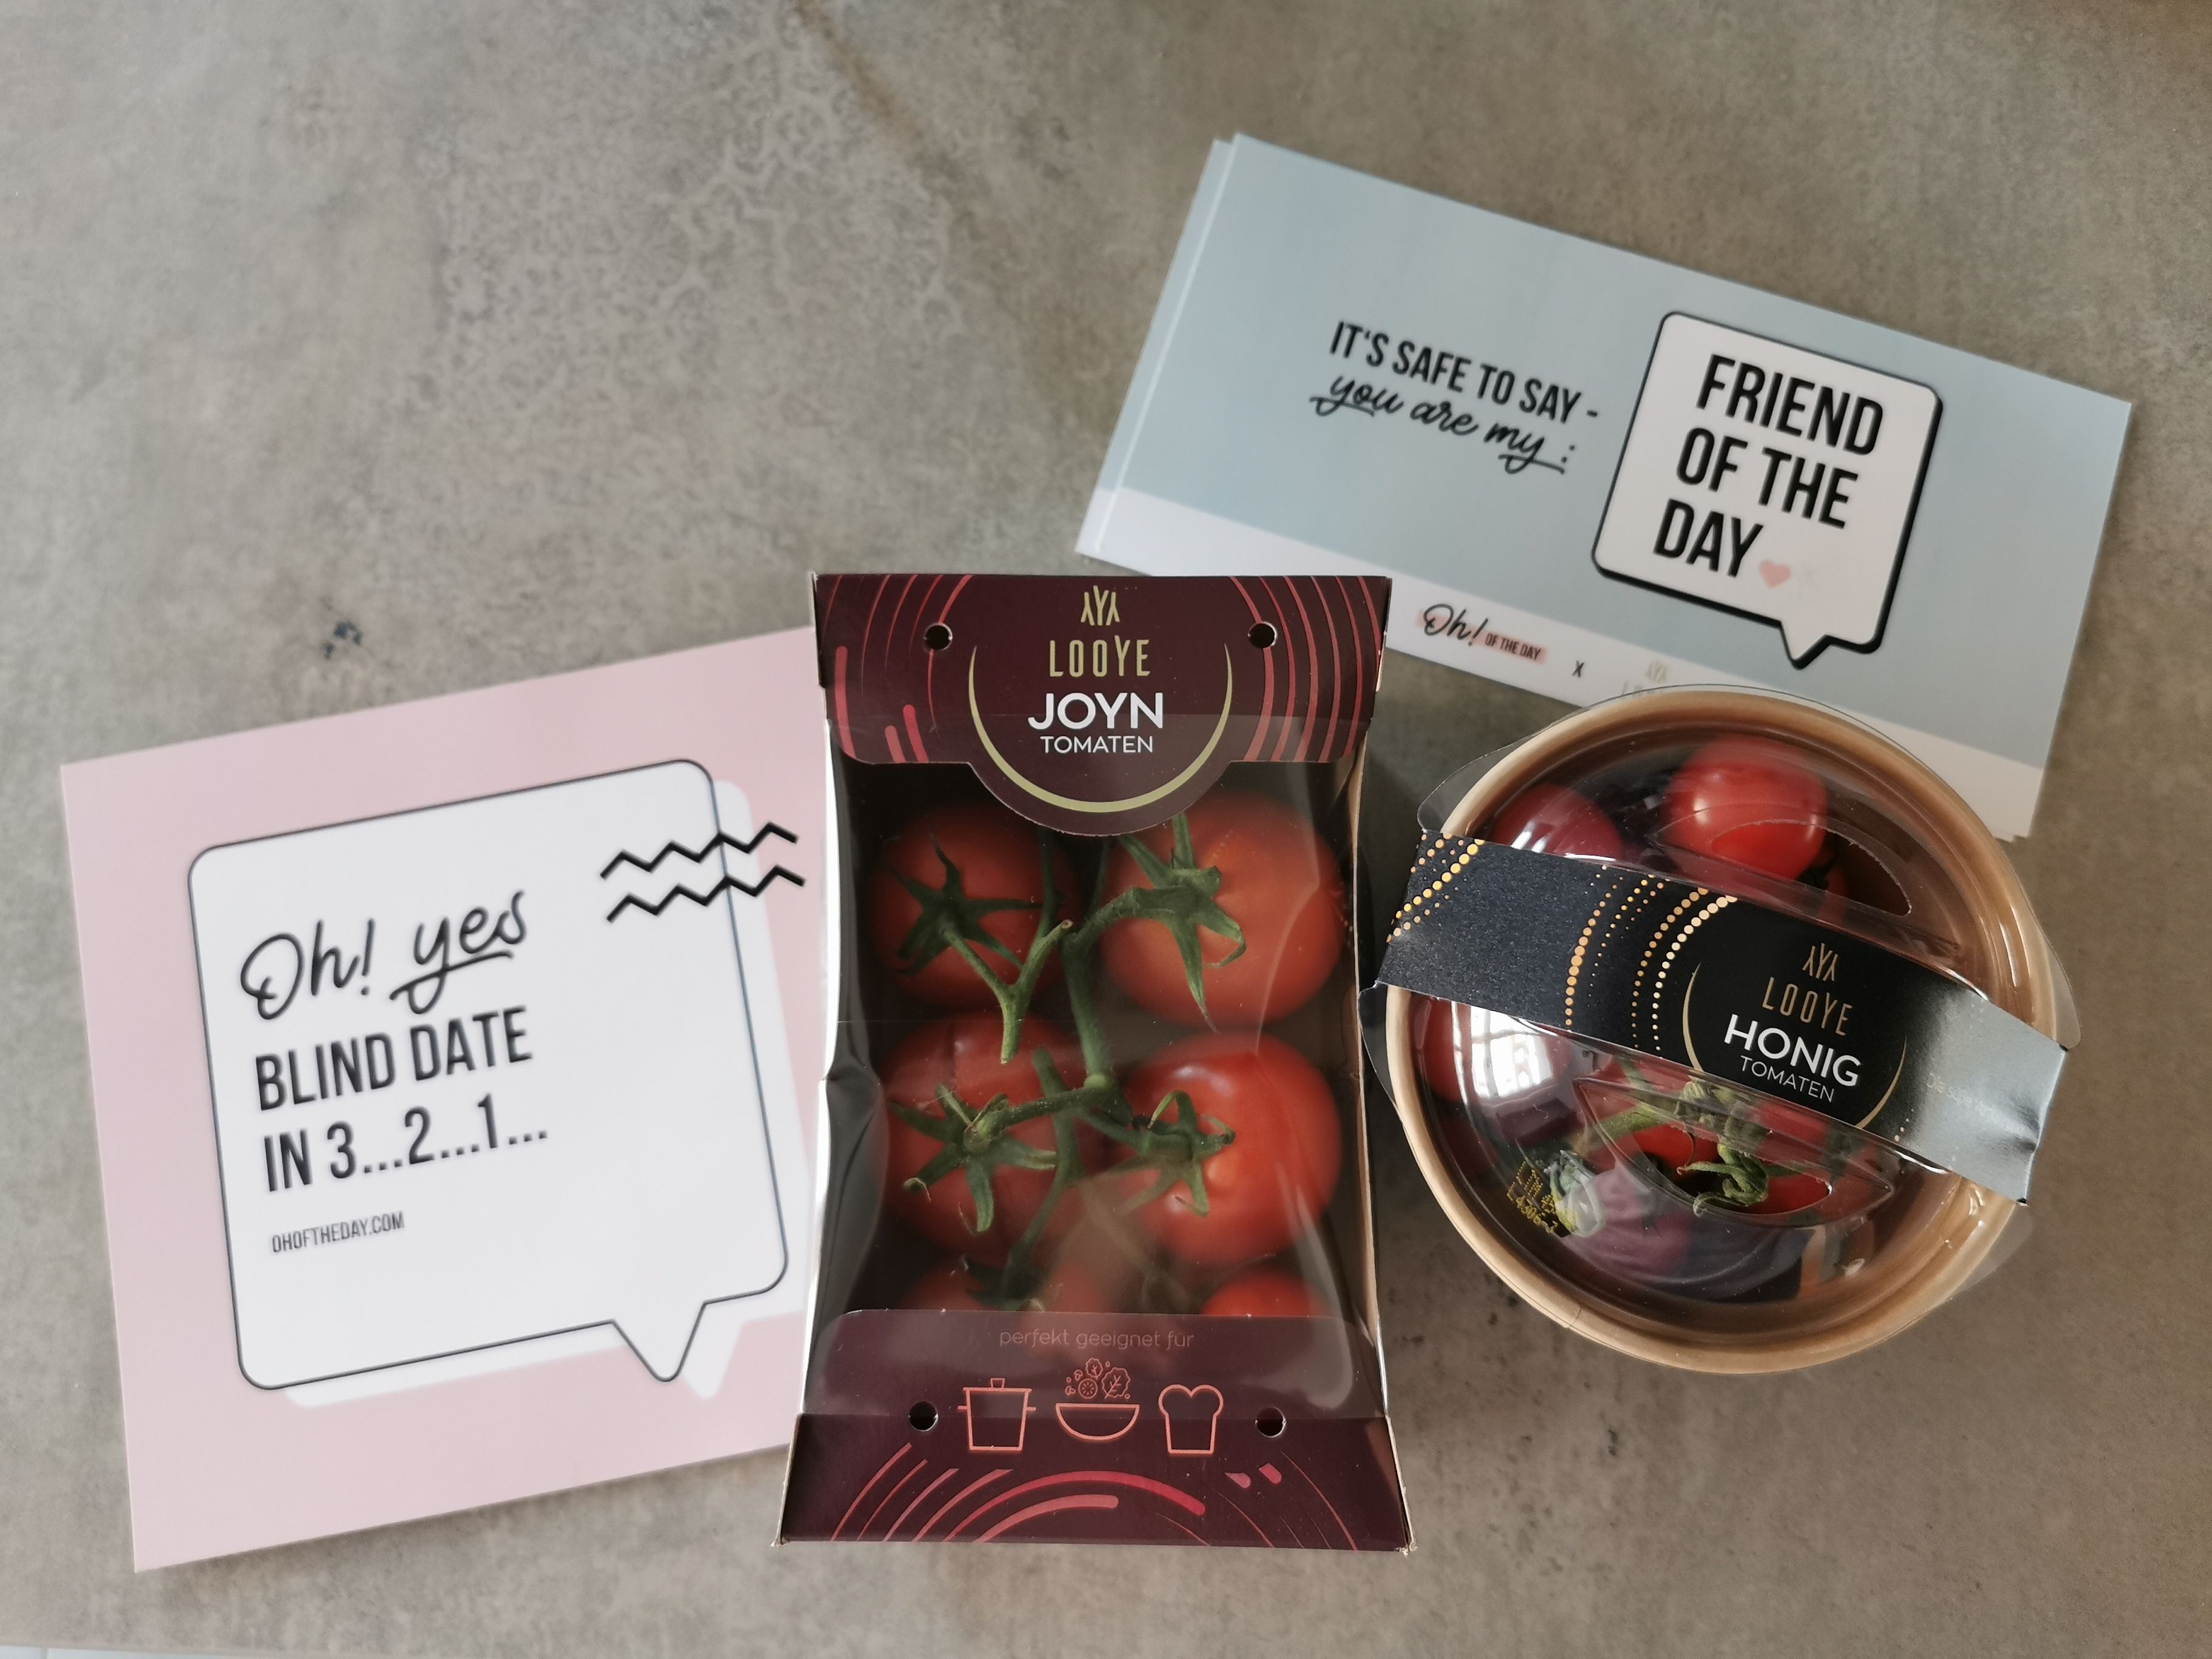 IT'S SAFE TO SAY -
you are my :
FRIEND
OF THE
DAY
Oh! OF THE DAY
X
LOOYE
JOYN
TOMATEN
perfekt geeignet für
Oh! yes
BLIND DATE
IN 3...2...1...
OHOFTHEDAY.COM
LOOYE
HONIG
TOMATEN